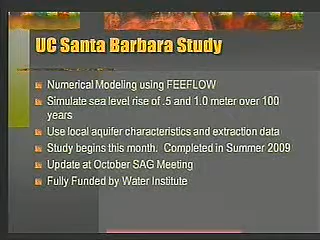 UC Santa Barbara Study
Numerical Modeling using FEEFLOW
Simulate sea level rise of .5 and 1.0 meter over 100
years
Use local aquifer characteristics and extraction data
Study begins this month. Completed in Summer 2009
Update at October SAG Meeting
Fully Funded by Water Institute